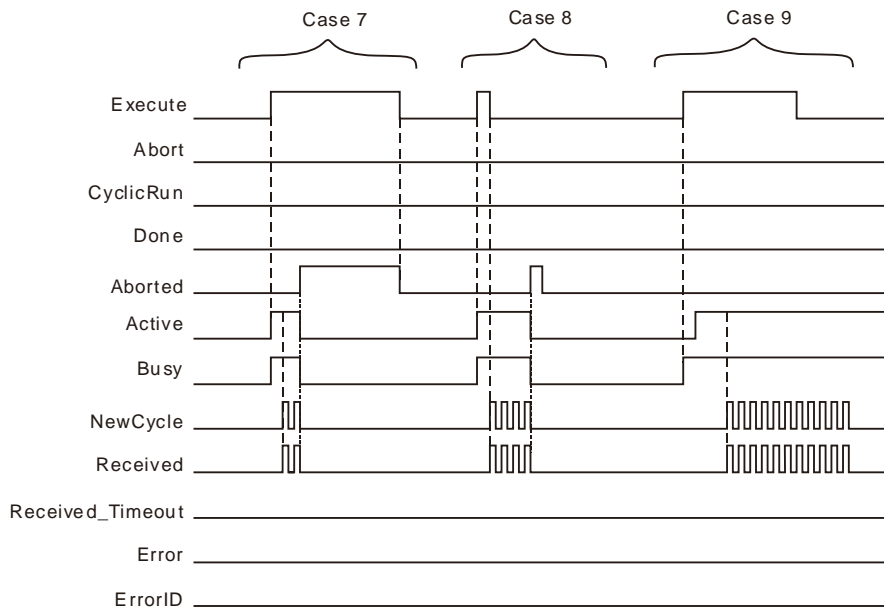 Case 7 Case 8 Case 9
Execute
Abort
CyclicRun
Done
Aborted
Active
Busy
NewCycle
Received
Received_Timeout
Error
ErrorID